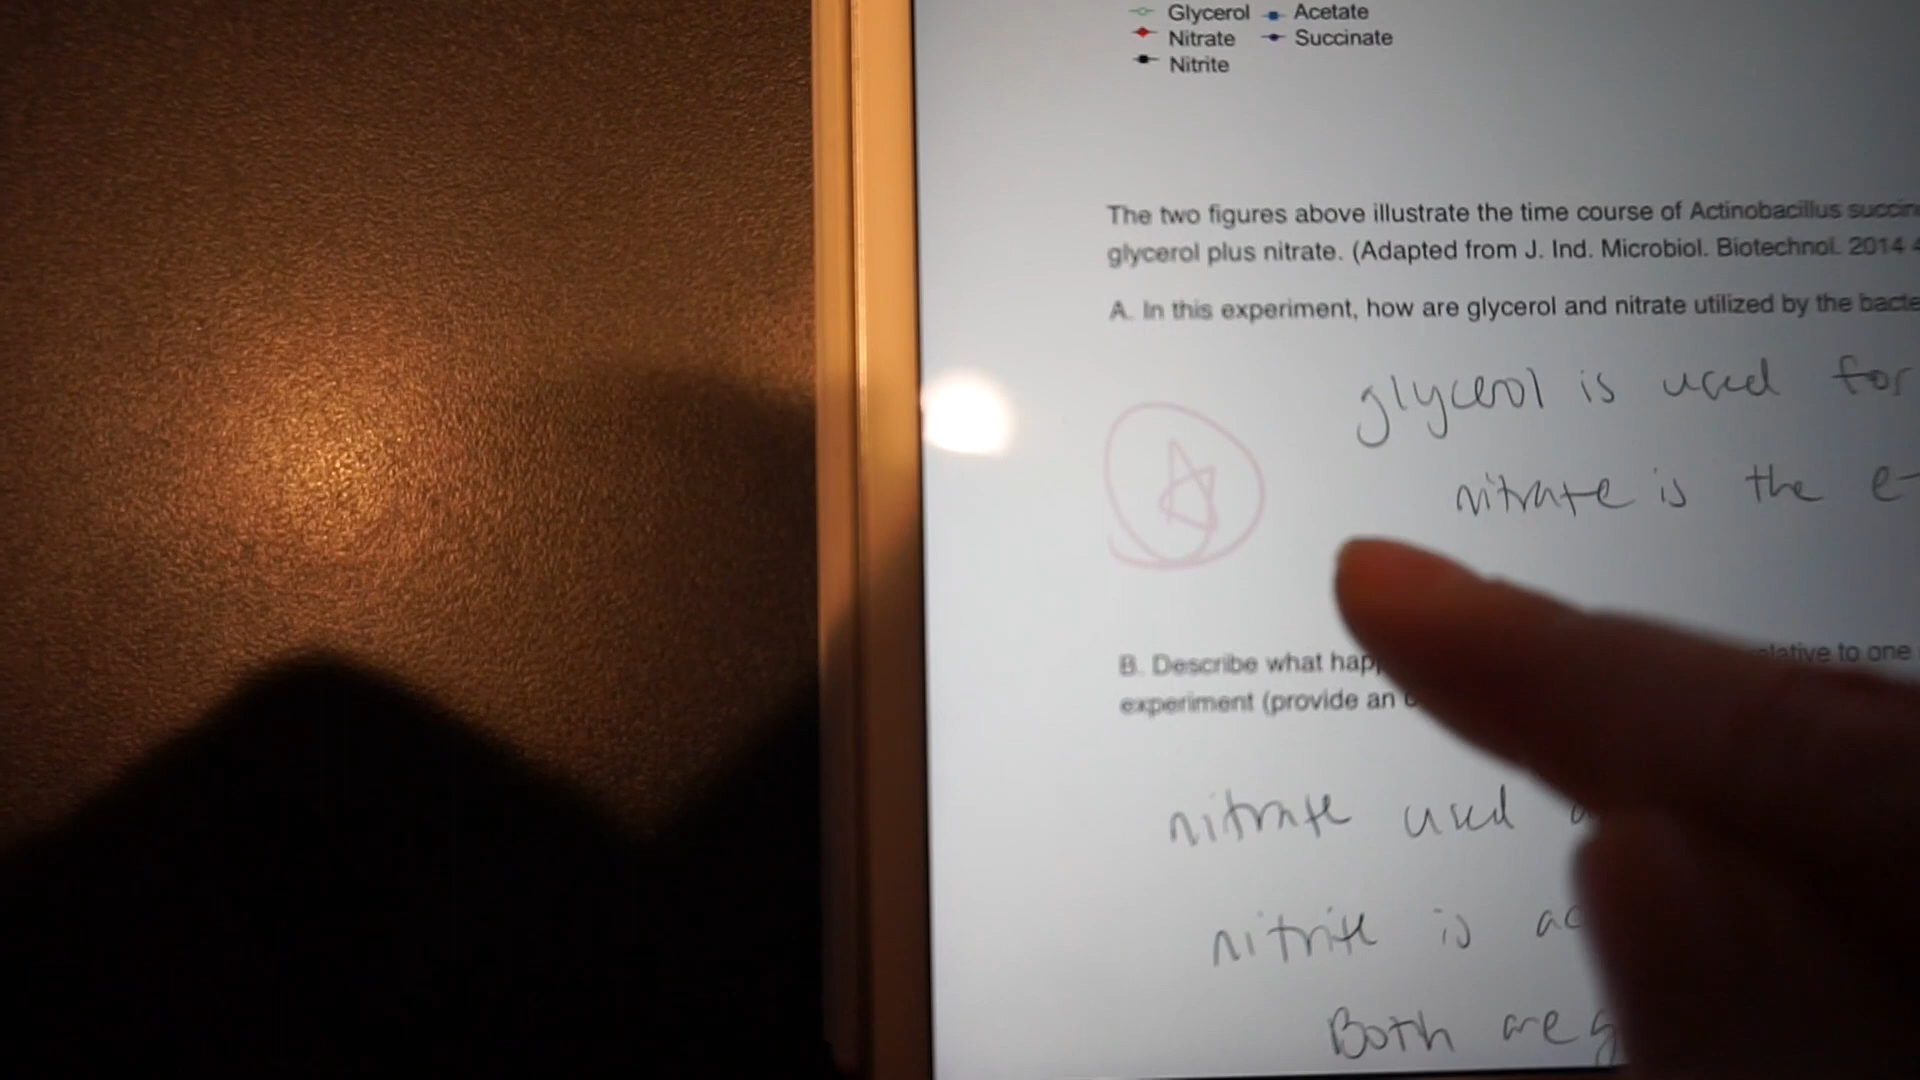 Glycerol Acetate
Nitrate Succinate
Nitrite
The two figures above illustrate the time course of Actinobacillus
glycerol plus nitrate. (Adapted from J. Ind. Microbiol. Biotechnol. 2014
A. In this experiment, how are glycerol and nitrate utilized by the
glycerol is used for
nitrate is the e-
B. Describe what to one
experiment (provide an
nitrate used
nitrite is
Both are